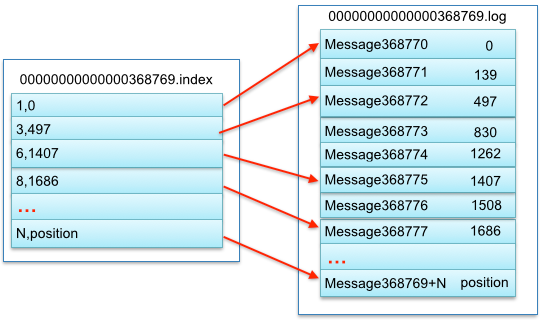 00000000000000368769.index
1,0
3,497
6,1407
8,1686
...
N,position
00000000000000368769.log
Message368770 0
Message368771 139
Message368772 497
Message368773 830
Message368774 1262
Message368775 1407
Message368776 1508
Message368777 1686
...
Message368769+N position